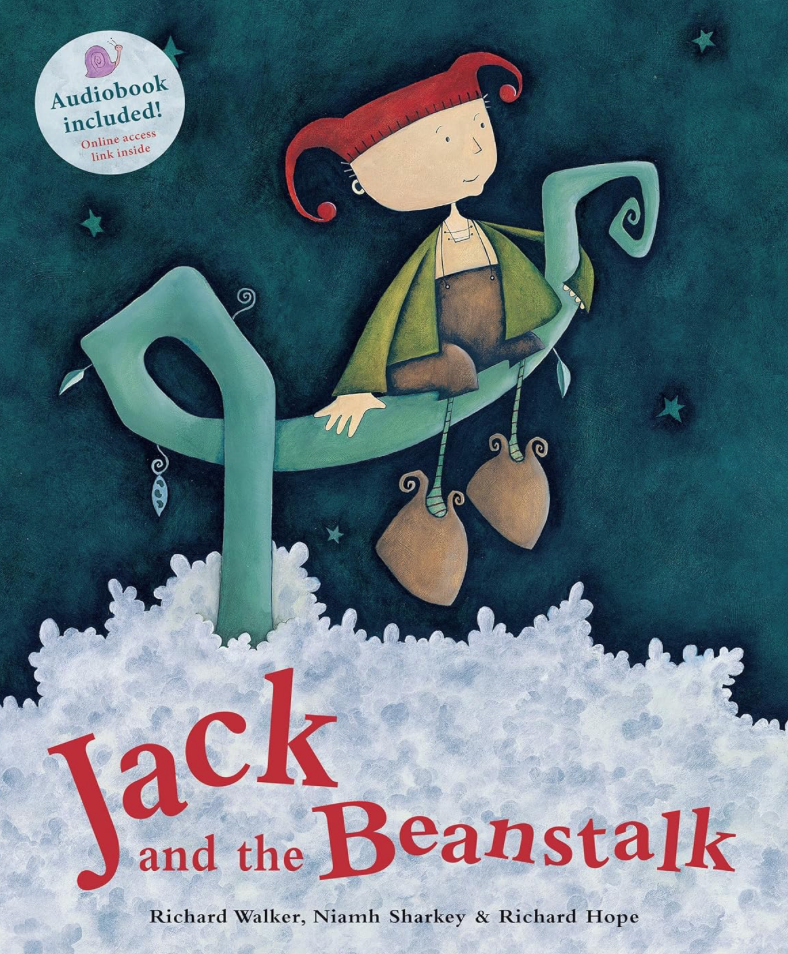 Audiobook
included!
Online access
link inside
Jack
and the Beanstalk
Richard Walker, Niamh Sharkey & Richard Hope